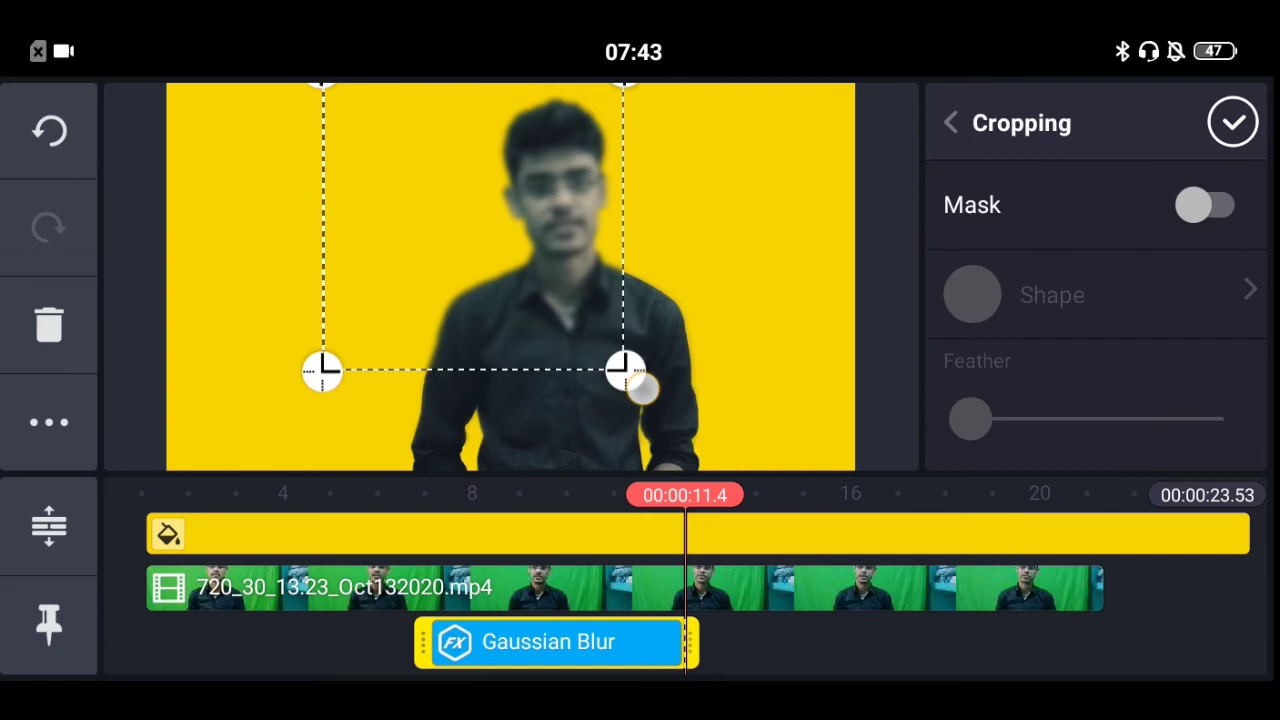 07:43
47
Cropping
Mask
Shape
Feather
4
8
00:00:11.4
16
20
00:00:23.53
720_30_13.23_Oct132020.mp4
FX
Gaussian Blur